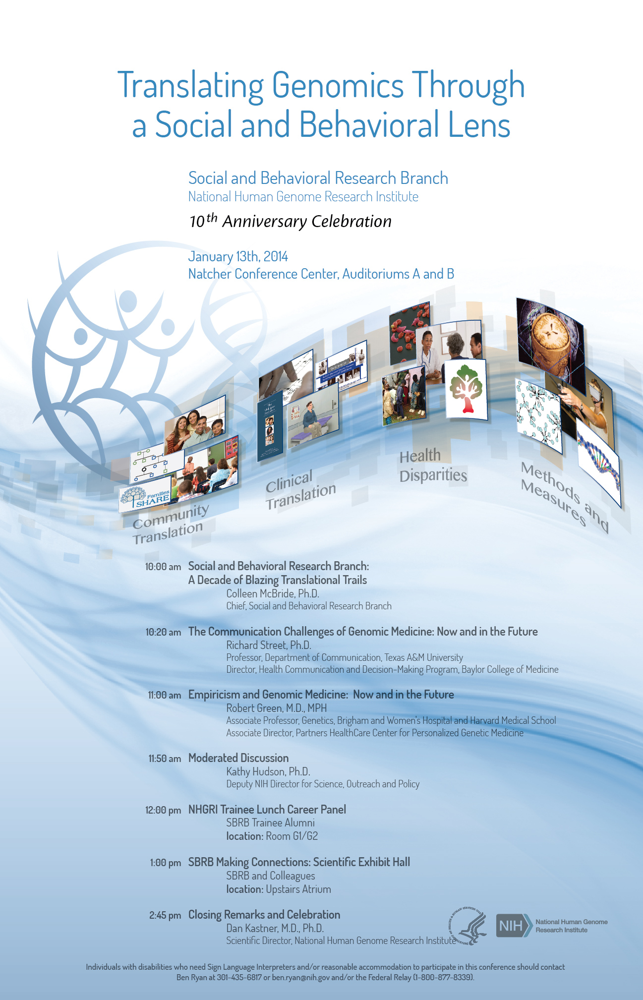 Translating Genomics Through
a Social and Behavioral Lens
Social and Behavioral Research Branch
National Human Genome Research Institute
10th Anniversary Celebration
January 13th, 2014
Natcher Conference Center, Auditoriums A and B
Welcome to
The
Families
SHARE
Community
Translation
Clinical
Translation
Health
Disparities
Methods and
Measures
10:00 am Social and Behavioral Research Branch:
A Decade of Blazing Translational Trails
Colleen McBride, Ph.D.
Chief, Social and Behavioral Research Branch
10:20 am The Communication Challenges of Genomic Medicine: Now and in the Future
Richard Street, Ph.D.
Professor, Department of Communication, Texas A&M University
Director, Health Communication and Decision-Making Program, Baylor College of Medicine
11:00 am Empiricism and Genomic Medicine: Now and in the Future
Robert Green, M.D., MPH
Associate Professor, Genetics, Brigham and Women's Hospital and Harvard Medical School
Associate Director, Partners HealthCare Center for Personalized Genetic Medicine
11:50 am Moderated Discussion
Kathy Hudson, Ph.D.
Deputy NIH Director for Science, Outreach and Policy
12:00 pm NHGRI Trainee Lunch Career Panel
SBRB Trainee Alumni
location: Room G1/G2
1:00 pm SBRB Making Connections: Scientific Exhibit Hall
SBRB and Colleagues
location: Upstairs Atrium
2:45 pm Closing Remarks and Celebration
Dan Kastner, M.D., Ph.D.
Scientific Director, National Human Genome Research Institute
DEPARTMENT OF HEALTH & HUMAN SERVICES • USA
NIH
National Human Genome
Research Institute
Individuals with disabilities who need Sign Language Interpreters and/or reasonable accommodation to participate in this conference should contact
Ben Ryan at 301-435-6817 or ben.ryan@nih.gov and/or the Federal Relay (1-800-877-8339).